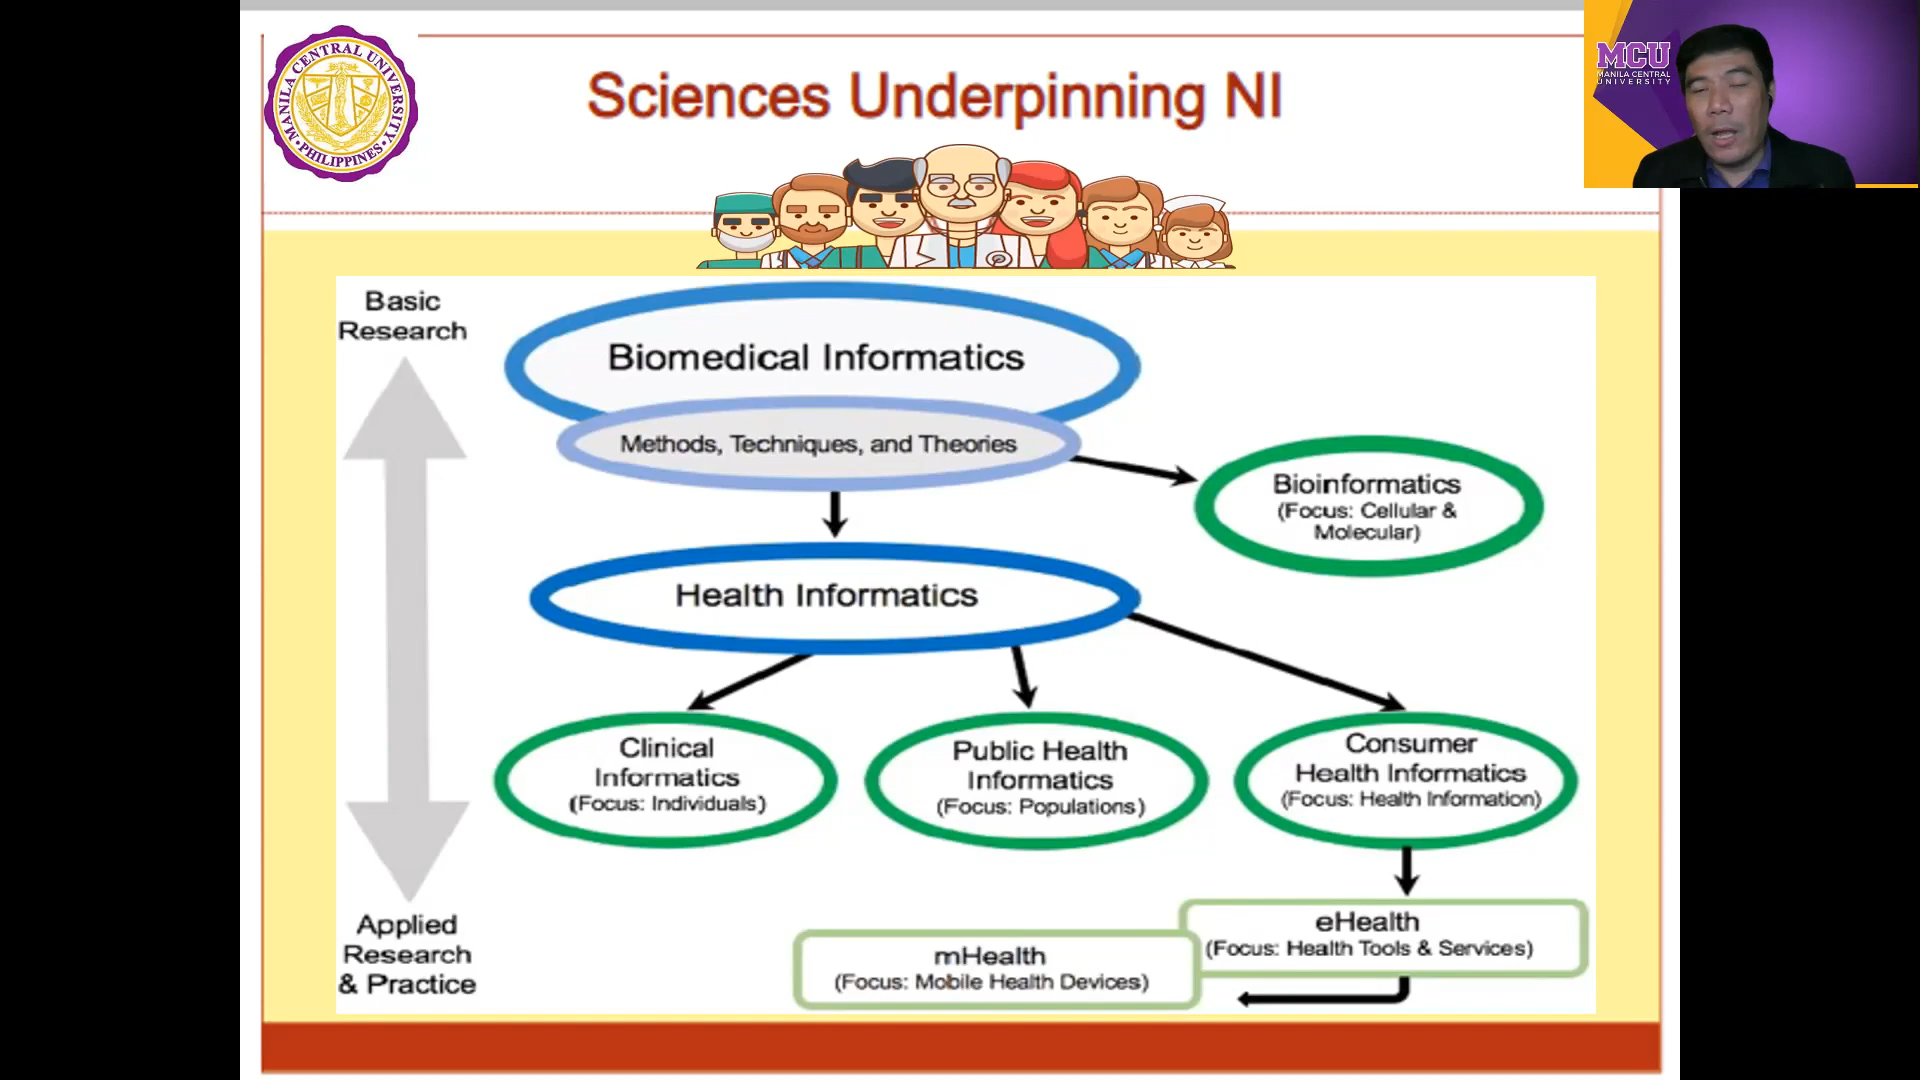 MANILA CENTRAL UNIVERSITY
PHILIPPINES
Sciences Underpinning NI
MCU
MANILA CENTRAL
UNIVERSITY
Basic
Research
Biomedical Informatics
Methods, Techniques, and Theories
Bioinformatics
(Focus: Cellular &
Molecular)
Health Informatics
Clinical
Informatics
(Focus: Individuals)
Public Health
Informatics
(Focus: Populations)
Consumer
Health Informatics
(Focus: Health Information)
Applied
Research
& Practice
mHealth
(Focus: Mobile Health Devices)
eHealth
(Focus: Health Tools & Services)